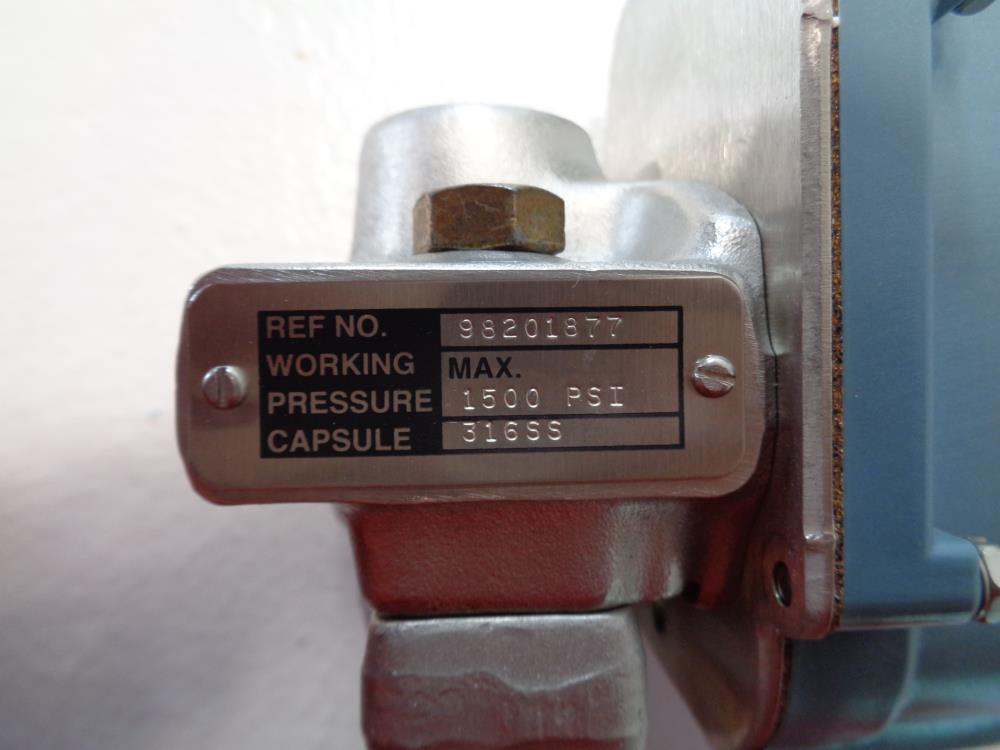 REF NO. 98201877
WORKING MAX.
PRESSURE 1500 PSI
CAPSULE 316SS